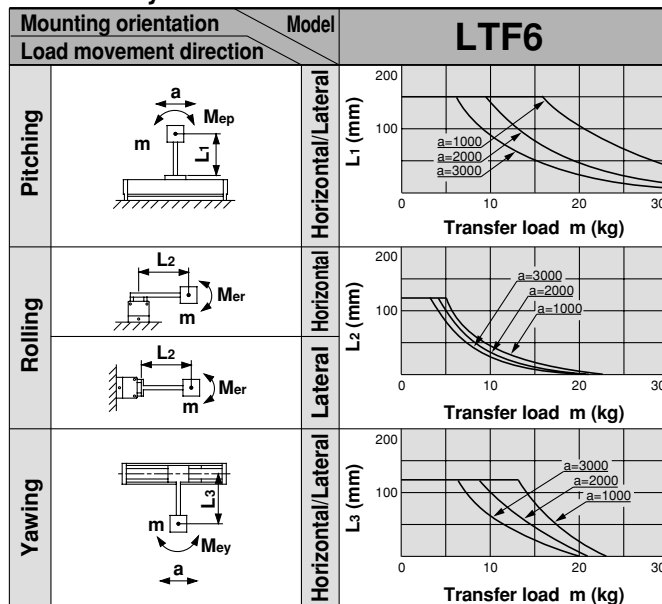 Mounting orientation
Model
Load movement direction
LTF6
Pitching
a
Mep
m
L1
Horizontal/Lateral
L1 (mm)
200
100
a=1000
a=2000
a=3000
0
10
20
30
Transfer load m (kg)
Rolling
L2
Mer
m
Horizontal
L2
Mer
m
Lateral
L2 (mm)
200
100
a=3000
a=2000
a=1000
0
10
20
30
Transfer load m (kg)
Yawing
L3
m
Mey
a
Horizontal/Lateral
L3 (mm)
200
100
a=3000
a=2000
a=1000
0
10
20
30
Transfer load m (kg)